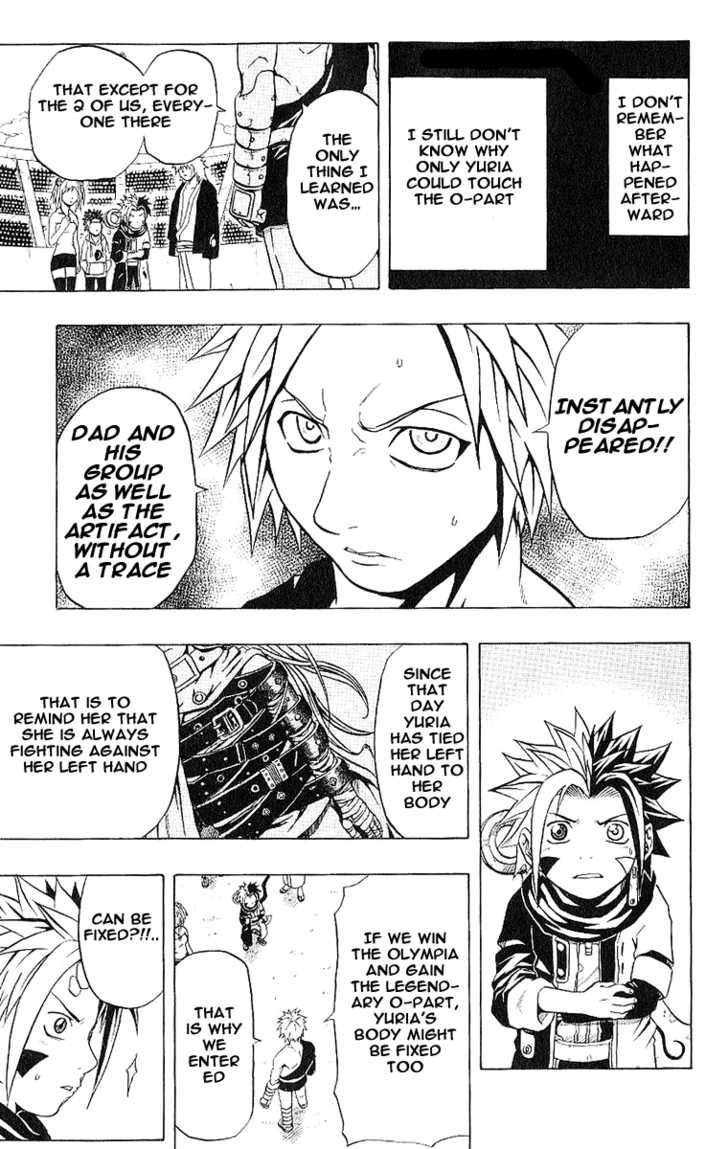 I DON'T
REMEM-
BER
WHAT
HAP-
PENED
AFTER-
WARD
I STILL DON'T
KNOW WHY
ONLY YURIA
COULD TOUCH
THE O-PART
THE
ONLY
THING I
LEARNED
WAS...
THAT EXCEPT FOR
THE 2 OF US, EVERY-
ONE THERE
INSTANTLY
DISAP-
PEARED!!
DAD AND
HIS
GROUP
AS WELL
AS THE
ARTIFACT,
WITHOUT
A TRACE
SINCE
THAT
DAY
YURIA
HAS TIED
HER LEFT
HAND TO
HER
BODY
THAT IS TO
REMIND HER THAT
SHE IS ALWAYS
FIGHTING AGAINST
HER LEFT HAND
IF WE WIN
THE OLYMPIA
AND GAIN
THE LEGEND-
ARY O-PART,
YURIA'S
BODY MIGHT
BE FIXED
TOO
THAT
IS WHY
WE
ENTER
ED
CAN BE
FIXED?!!..